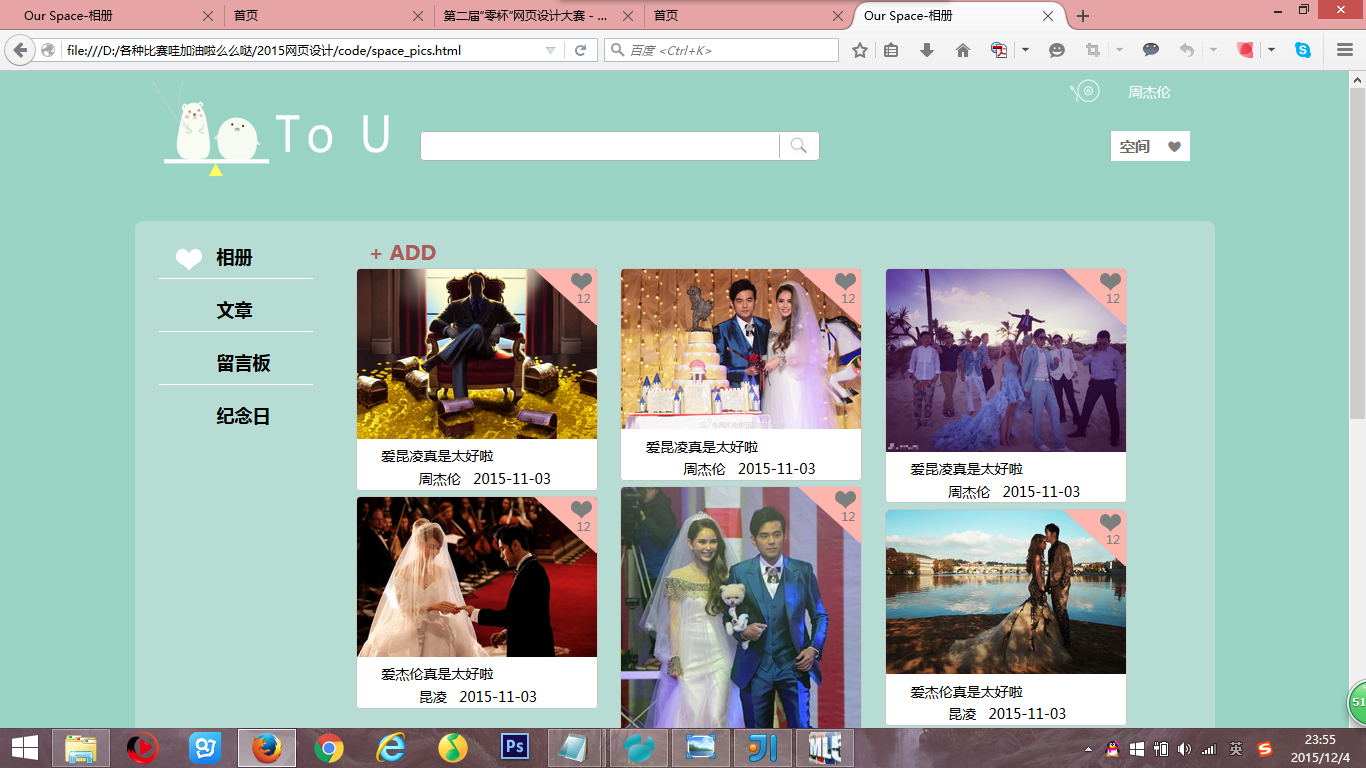 Our Space-相册
首页
第二届"零杯"网页设计大赛 - ...
首页
Our Space-相册
file:///D:/各种比赛哇加油啦么么哒/2015网页设计/code/space_pics.html
百度 <Ctrl+K>
周杰伦
To U
空间
相册
文章
留言板
纪念日
+ ADD
12
爱昆凌真是太好啦
周杰伦 2015-11-03
12
爱昆凌真是太好啦
周杰伦 2015-11-03
12
爱昆凌真是太好啦
周杰伦 2015-11-03
12
爱杰伦真是太好啦
昆凌 2015-11-03
12
12
爱杰伦真是太好啦
昆凌 2015-11-03
51
Ps
英
23:55
2015/12/4